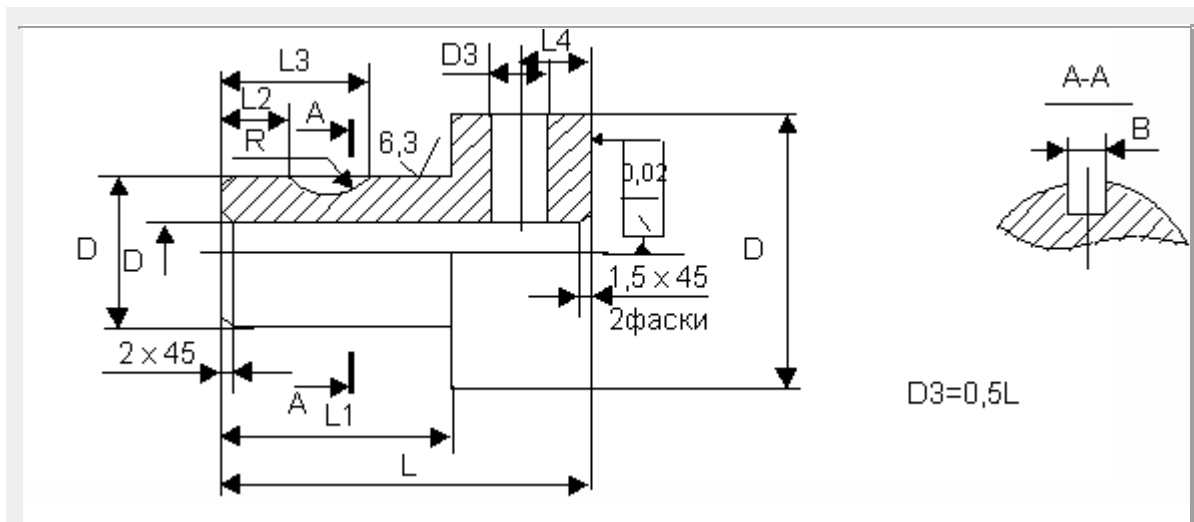 L3
D3
L4
А-А
L2
А
В
R
6,3
0,02
D
D
D
1,5 × 45
2фаски
2 × 45
А
L1
D3=0,5L
L